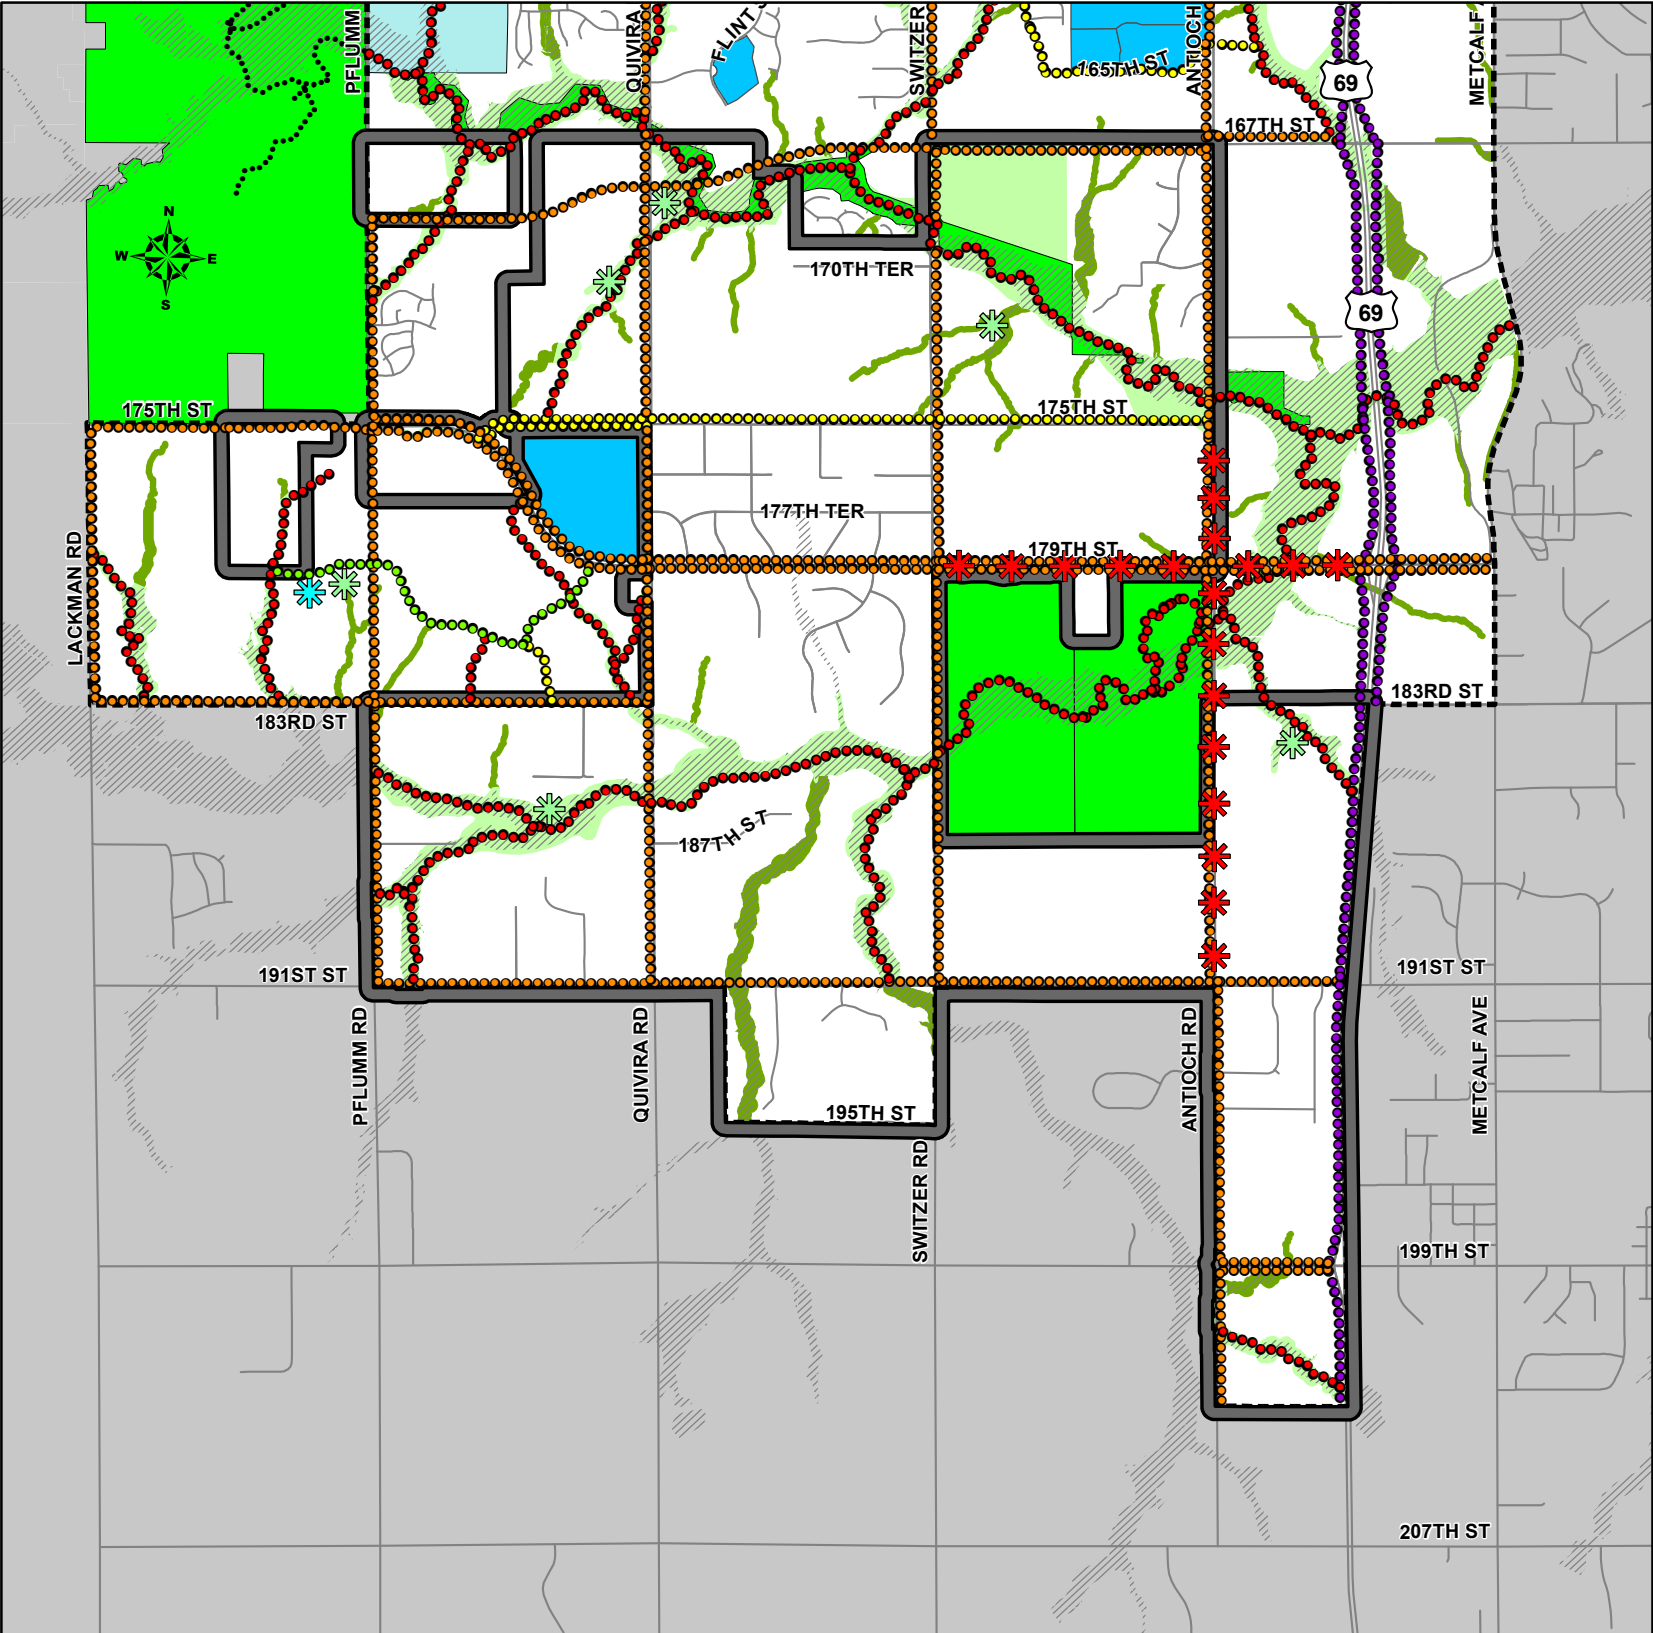 PFLUMM
QUIVIRA
FLINT S
SWITZER
165TH ST
ANTIOCH
METCALF
69
167TH ST
N
W
E
S
170TH TER
69
175TH ST
175TH ST
177TH TER
179TH ST
LACKMAN RD
183RD ST
183RD ST
187TH ST
191ST ST
191ST ST
PFLUMM RD
QUIVIRA RD
195TH ST
SWITZER RD
ANTIOCH RD
METCALF AVE
199TH ST
207TH ST